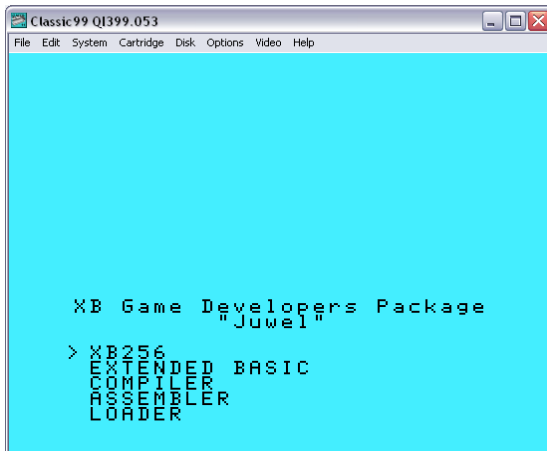 Classic99 QI399.053
File Edit System Cartridge Disk Options Video Help
XB Game Developers Package
"Juwel"
> XB256
EXTENDED BASIC
COMPILER
ASSEMBLER
LOADER